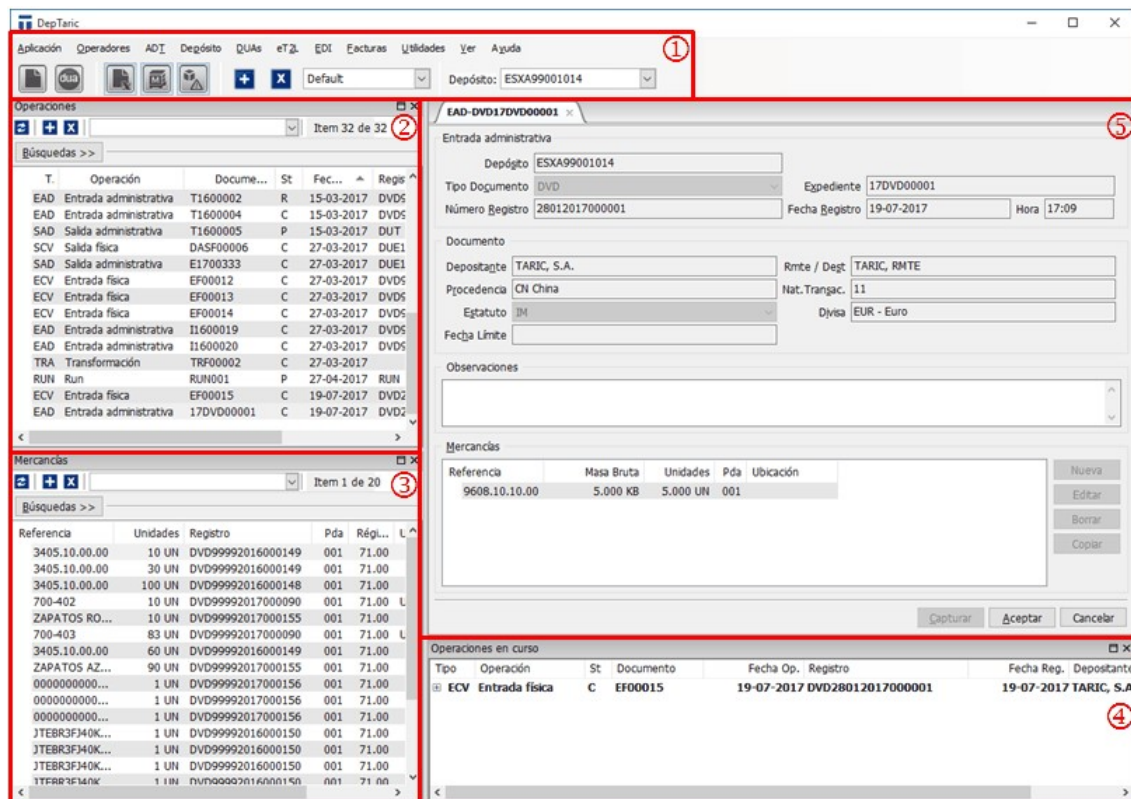 DepTaric
Aplicación Operadores ADT Depósito DUAs eT2L EDI Facturas Utilidades Ver Ayuda
1
dua Default Depósito: ESXA99001014
Operaciones
Item 32 de 32
2
Búsquedas >>
T. Operación Docume... St Fec... Regis
EAD Entrada administrativa T1600002 R 15-03-2017 DVD9
EAD Entrada administrativa T1600004 C 15-03-2017 DVD9
SAD Salida administrativa T1600005 P 15-03-2017 DUT
SCV Salida física DASF00006 C 27-03-2017 DUE1
SAD Salida administrativa E1700333 C 27-03-2017 DUE1
ECV Entrada física EF00012 C 27-03-2017 DVD9
ECV Entrada física EF00013 C 27-03-2017 DVD9
ECV Entrada física EF00014 C 27-03-2017 DVD9
EAD Entrada administrativa I1600019 C 27-03-2017 DVD9
EAD Entrada administrativa I1600020 C 27-03-2017 DVD9
TRA Transformación TRF00002 C 27-03-2017
RUN Run RUN001 P 27-04-2017 RUN
ECV Entrada física EF00015 C 19-07-2017 DVD2
EAD Entrada administrativa 17DVD00001 C 19-07-2017 DVD2
Mercancías
Item 1 de 20
3
Búsquedas >>
Referencia Unidades Registro Pda Régi... U
3405.10.00.00 10 UN DVD99992016000149 001 71.00
3405.10.00.00 30 UN DVD99992016000149 001 71.00
3405.10.00.00 100 UN DVD99992016000148 001 71.00
700-402 10 UN DVD99992017000090 001 71.00 U
ZAPATOS RO... 10 UN DVD99992017000155 001 71.00
700-403 83 UN DVD99992017000090 001 71.00 U
3405.10.00.00 60 UN DVD99992016000149 001 71.00
ZAPATOS AZ... 90 UN DVD99992017000155 001 71.00
0000000000... 1 UN DVD99992017000156 001 71.00
0000000000... 1 UN DVD99992017000156 001 71.00
0000000000... 1 UN DVD99992017000156 001 71.00
JTEBR3FJ40K... 1 UN DVD99992016000150 001 71.00
JTEBR3FJ40K... 1 UN DVD99992016000150 001 71.00
JTEBR3FJ40K... 1 UN DVD99992016000150 001 71.00
JTEBR3FJ40K 1 UN DVD99992016000150 001 71.00
EAD-DVD17DVD00001
5
Entrada administrativa
Depósito ESXA99001014
Tipo Documento DVD Expediente 17DVD00001
Número Registro 28012017000001 Fecha Registro 19-07-2017 Hora 17:09
Documento
Depositante TARIC, S.A. Rmte / Dest TARIC, RMTE
Procedencia CN China Nat.Transac. 11
Estatuto IM Divisa EUR - Euro
Fecha Límite
Observaciones
Mercancías
Referencia Masa Bruta Unidades Pda Ubicación
9608.10.10.00 5.000 KB 5.000 UN 001
Nueva
Editar
Borrar
Copiar
Capturar Aceptar Cancelar
Operaciones en curso
Tipo Operación St Documento Fecha Op. Registro Fecha Reg. Depositante
ECV Entrada física C EF00015 19-07-2017 DVD28012017000001 19-07-2017 TARIC, S.A
4